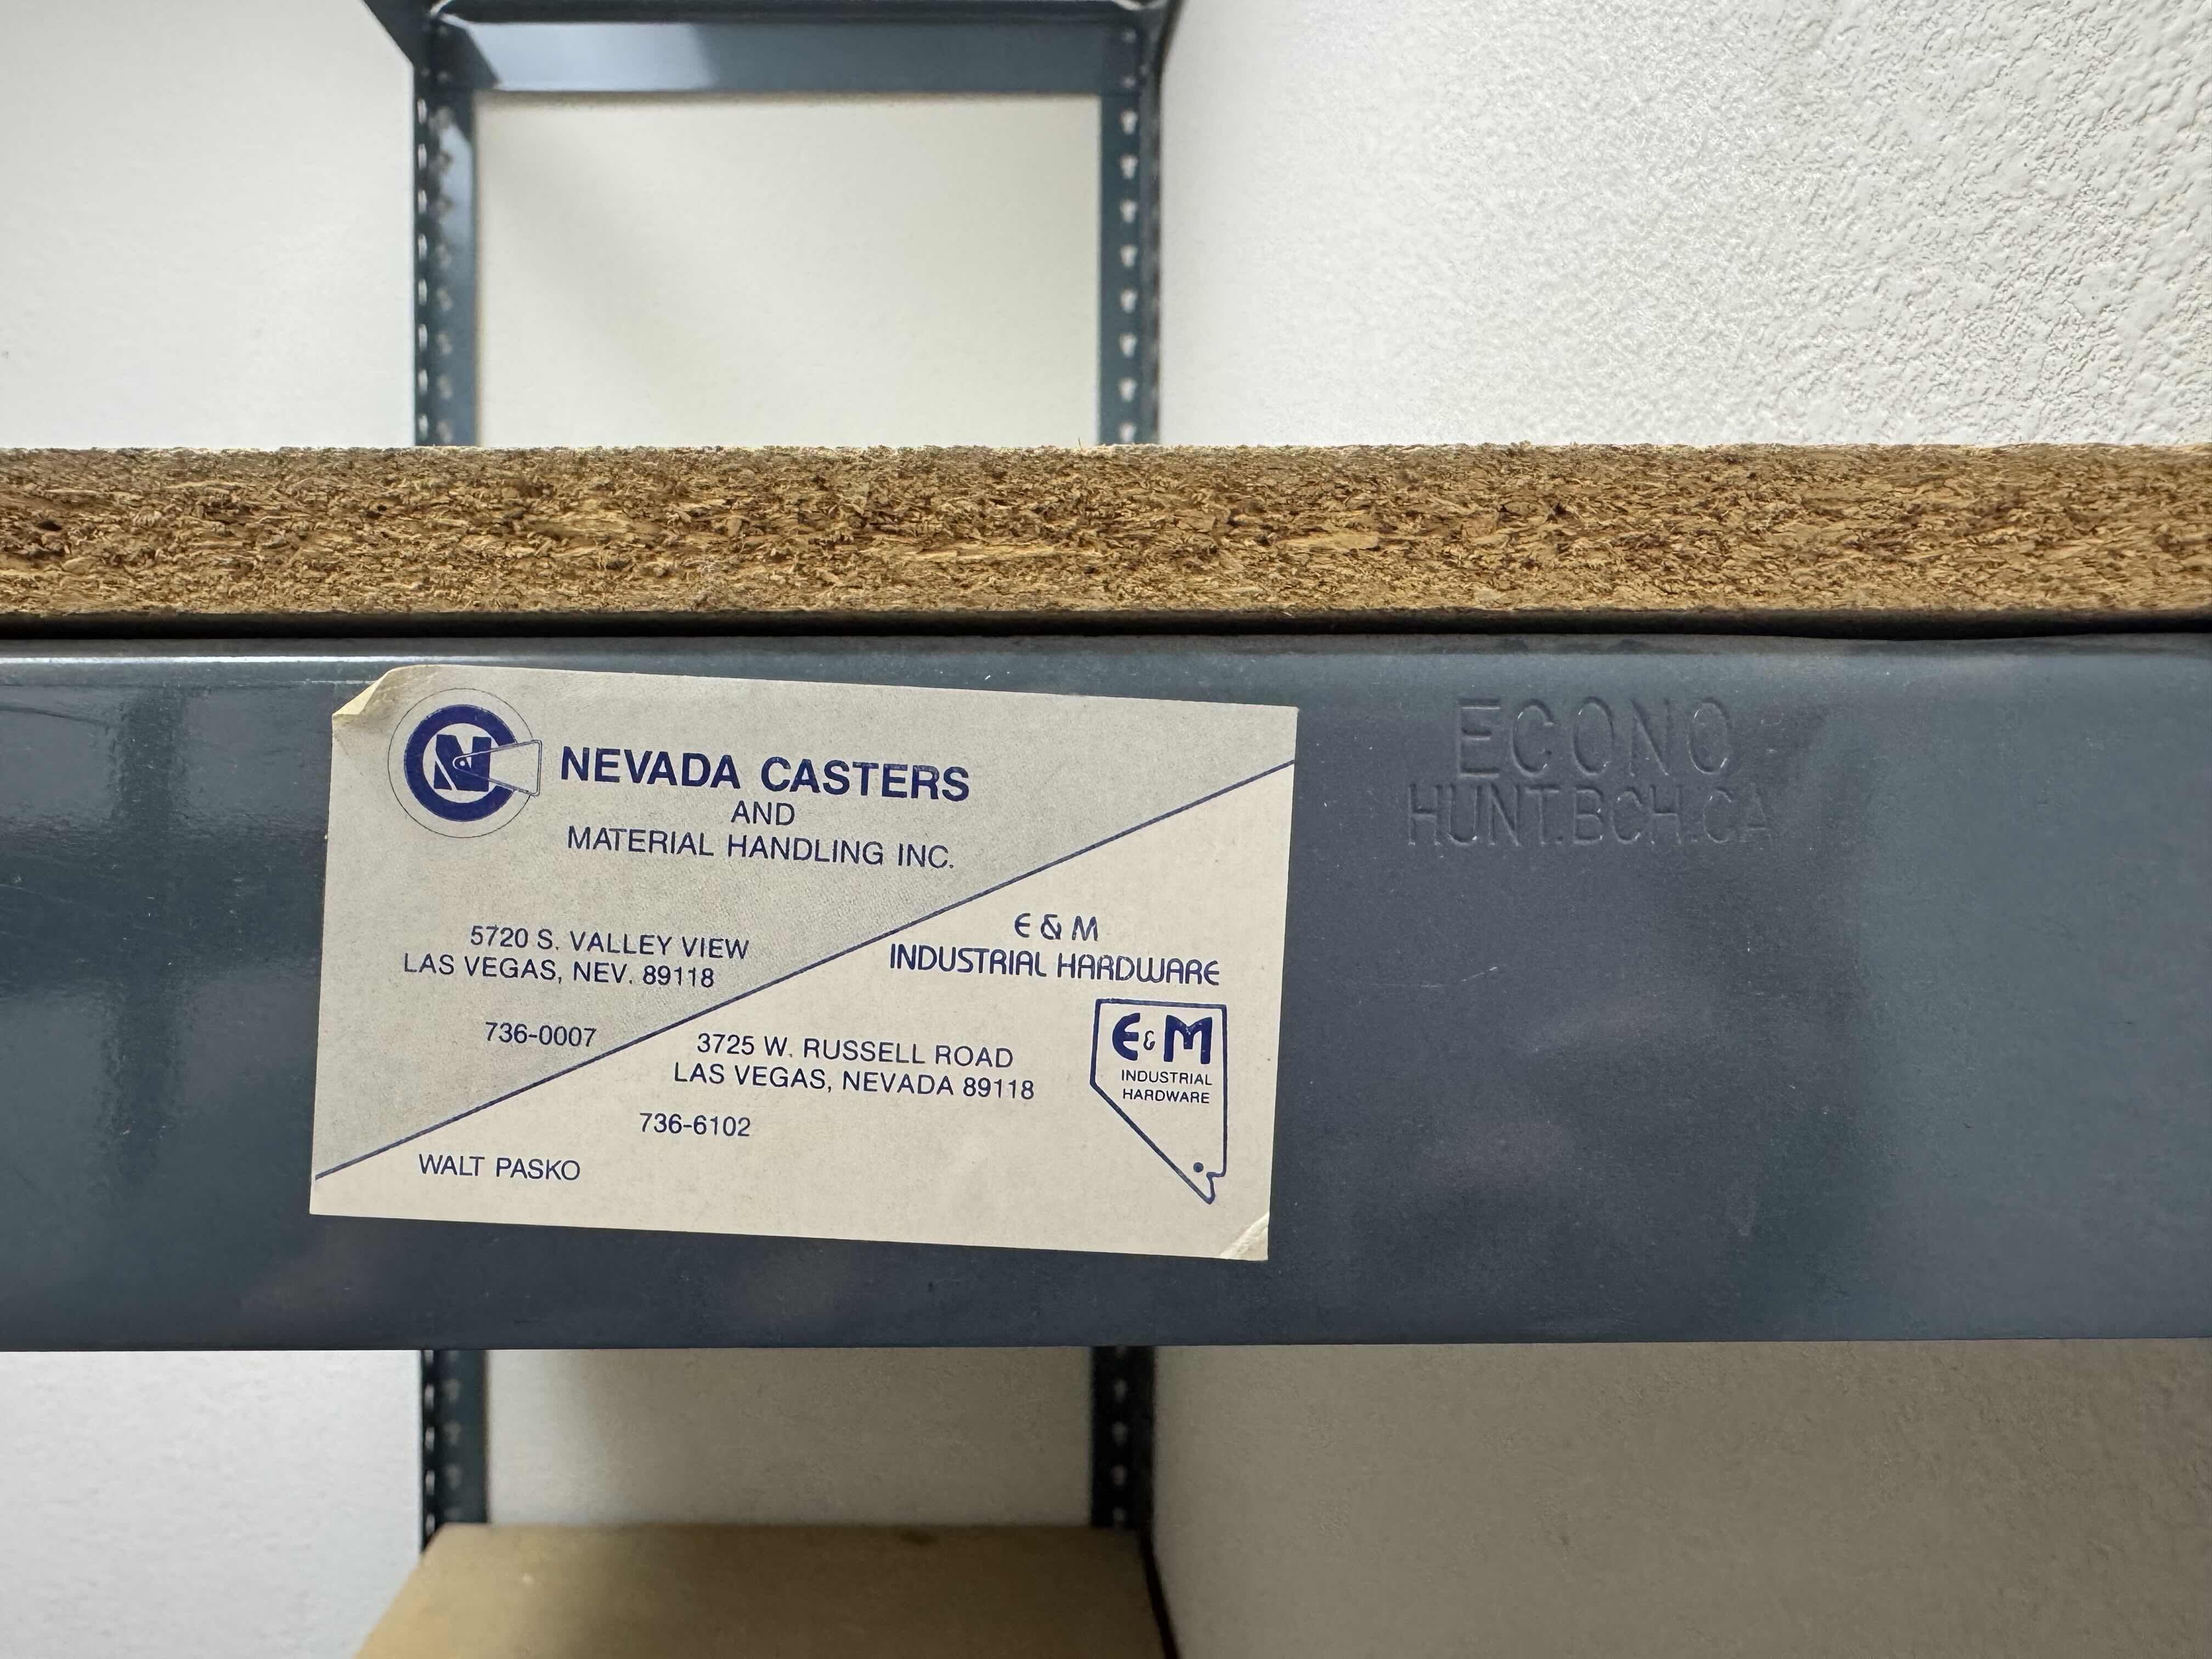 NEVADA CASTERS
AND
MATERIAL HANDLING INC.
5720 S. VALLEY VIEW
LAS VEGAS, NEV. 89118
736-0007
E & M
INDUSTRIAL HARDWARE
3725 W. RUSSELL ROAD
LAS VEGAS, NEVADA 89118
736-6102
WALT PASKO
E&M
INDUSTRIAL
HARDWARE
ECONO
HUNT.BCH.CA